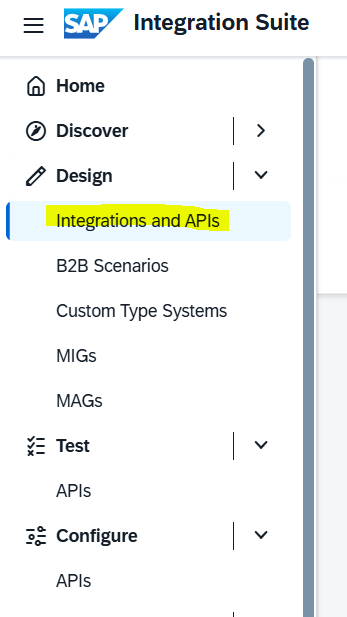 SAP Integration Suite
Home
Discover
Design
Integrations and APIs
B2B Scenarios
Custom Type Systems
MIGs
MAGs
Test
APIs
Configure
APIs